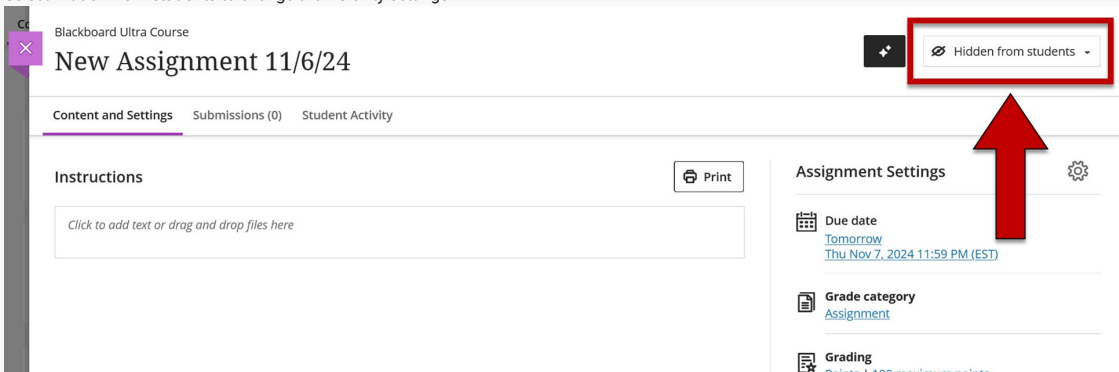 Blackboard Ultra Course
New Assignment 11/6/24
Hidden from students
Content and Settings Submissions (0) Student Activity
Instructions
Print
Click to add text or drag and drop files here
Assignment Settings
Due date
Tomorrow
Thu Nov 7, 2024 11:59 PM (EST)
Grade category
Assignment
Grading